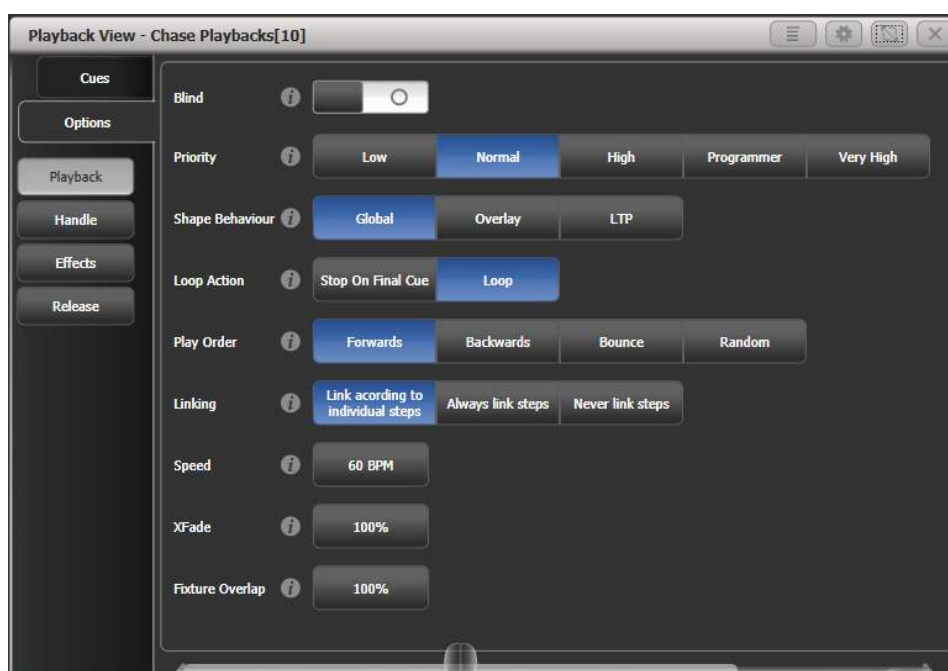 Playback View - Chase Playbacks[10]
Cues
Options
Playback
Handle
Effects
Release
Blind
Priority
Low
Normal
High
Programmer
Very High
Shape Behaviour
Global
Overlay
LTP
Loop Action
Stop On Final Cue
Loop
Play Order
Forwards
Backwards
Bounce
Random
Linking
Link acording to
individual steps
Always link steps
Never link steps
Speed
60 BPM
XFade
100%
Fixture Overlap
100%